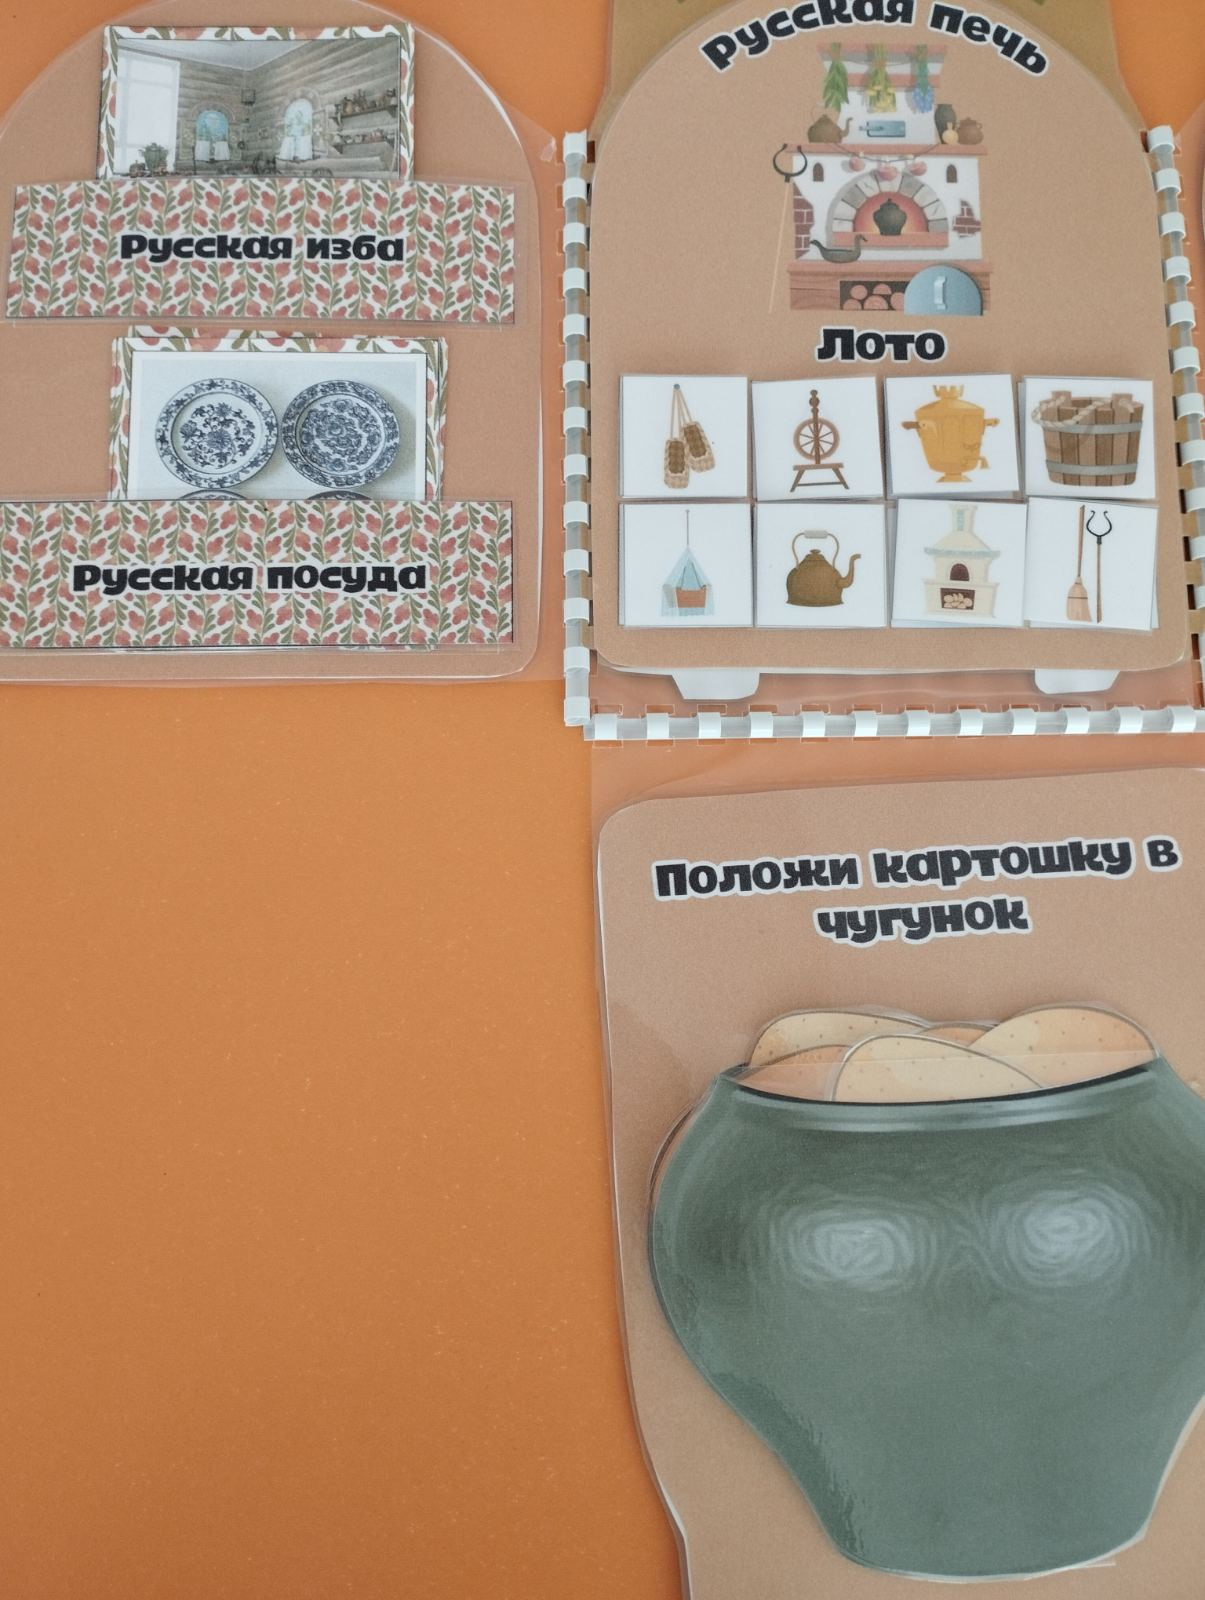 Русская изба
Русская посуда
Русская печь
Лото
Положи картошку в
чугунок